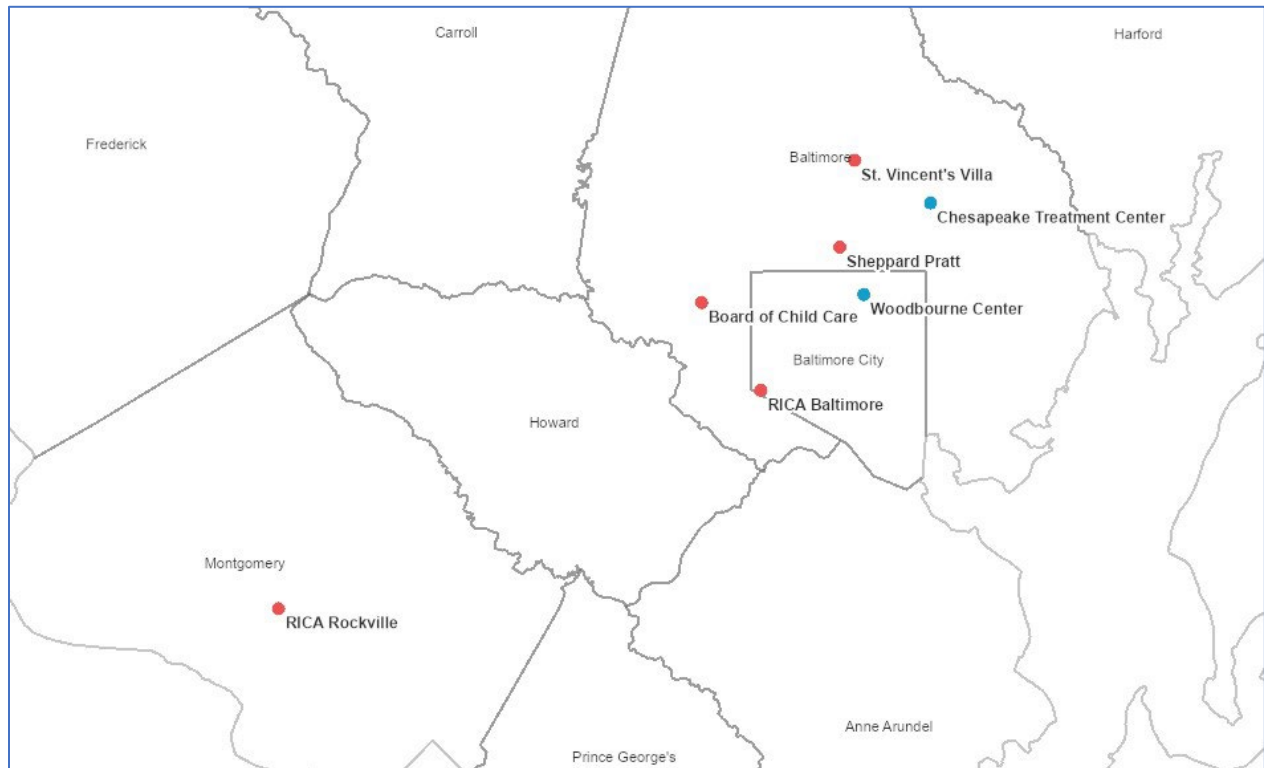 Carroll
Harford
Frederick
Baltimore
St. Vincent's Villa
Chesapeake Treatment Center
Sheppard Pratt
Board of Child Care
Woodbourne Center
Baltimore City
RICA Baltimore
Howard
Montgomery
RICA Rockville
Anne Arundel
Prince George's